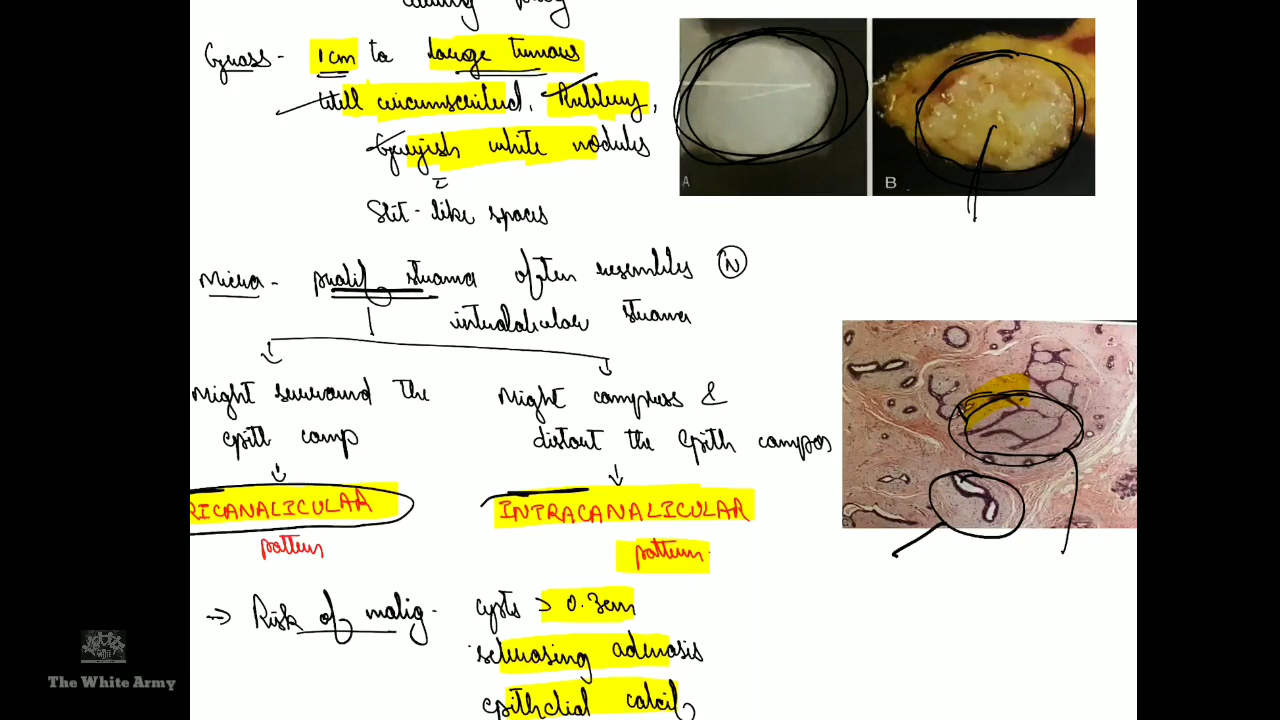 Gross - 1cm to large tumours
Well circumscribed, Rubbery,
Greyish white nodules
Slit-like spaces
A
B
Micro - prolif stroma often resembles N
intralobular stroma
Might surround the
epith comp
Might compress &
distort the epith compos
RICANALICULAR
pattern
INTRACANALICULAR
pattern
→ Risk of malig - cysts > 0.3cm
sclerosing adenosis
epithelial calcif
The White Army